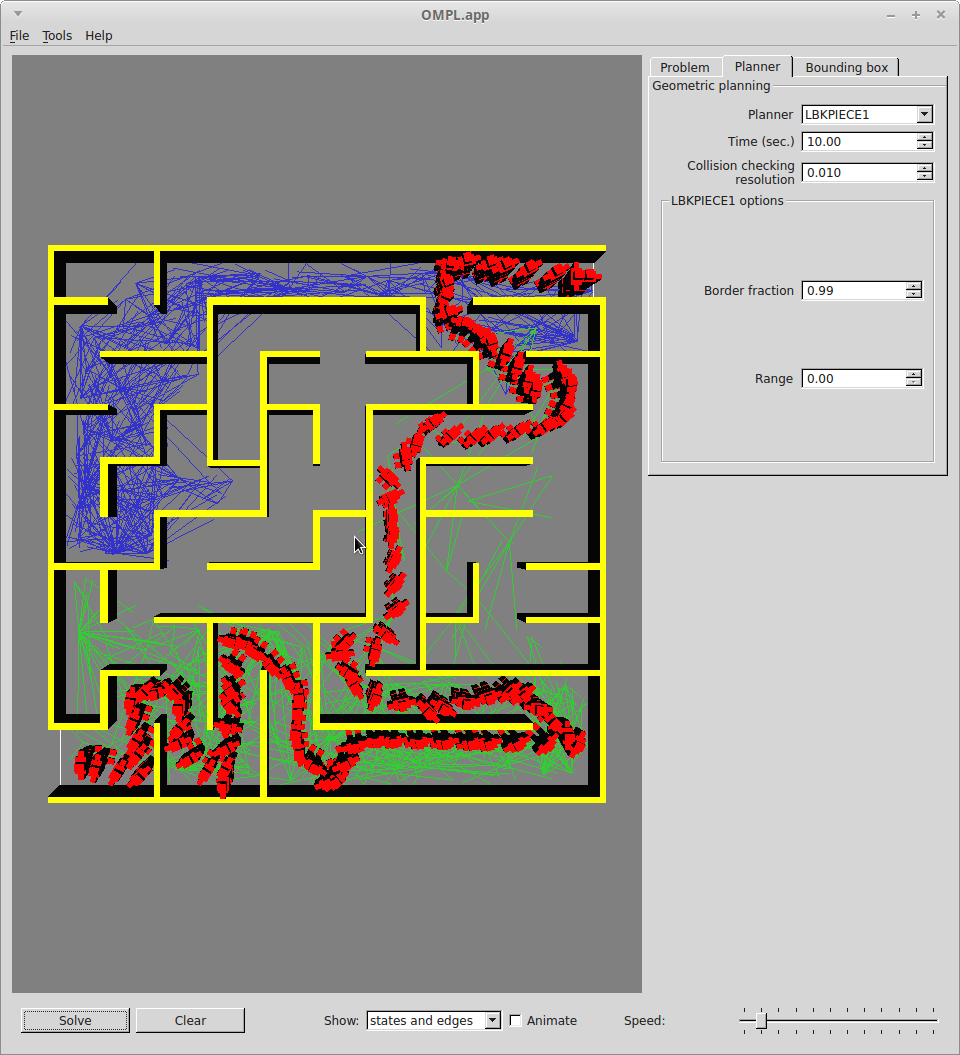 OMPL.app
File Tools Help
Problem Planner Bounding box
Geometric planning
Planner LBKPIECE1
Time (sec.) 10.00
Collision checking
resolution 0.010
LBKPIECE1 options
Border fraction 0.99
Range 0.00
Solve Clear Show: states and edges Animate Speed: